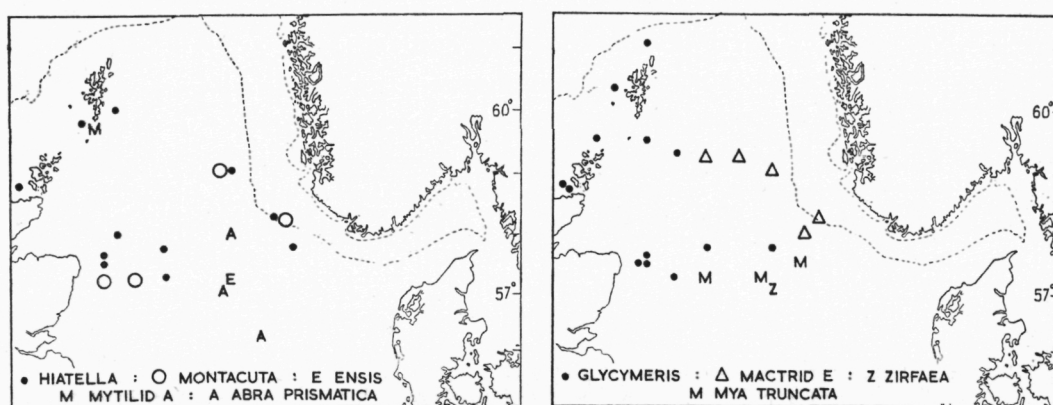 M
A
E
A
A
60°
57°
• HIATELLA : ○ MONTACUTA : E ENSIS
M MYTILID A : A ABRA PRISMATICA
M
M
M
Z
60°
57°
• GLYCYMERIS : △ MACTRID E : Z ZIRFAEA
M MYA TRUNCATA